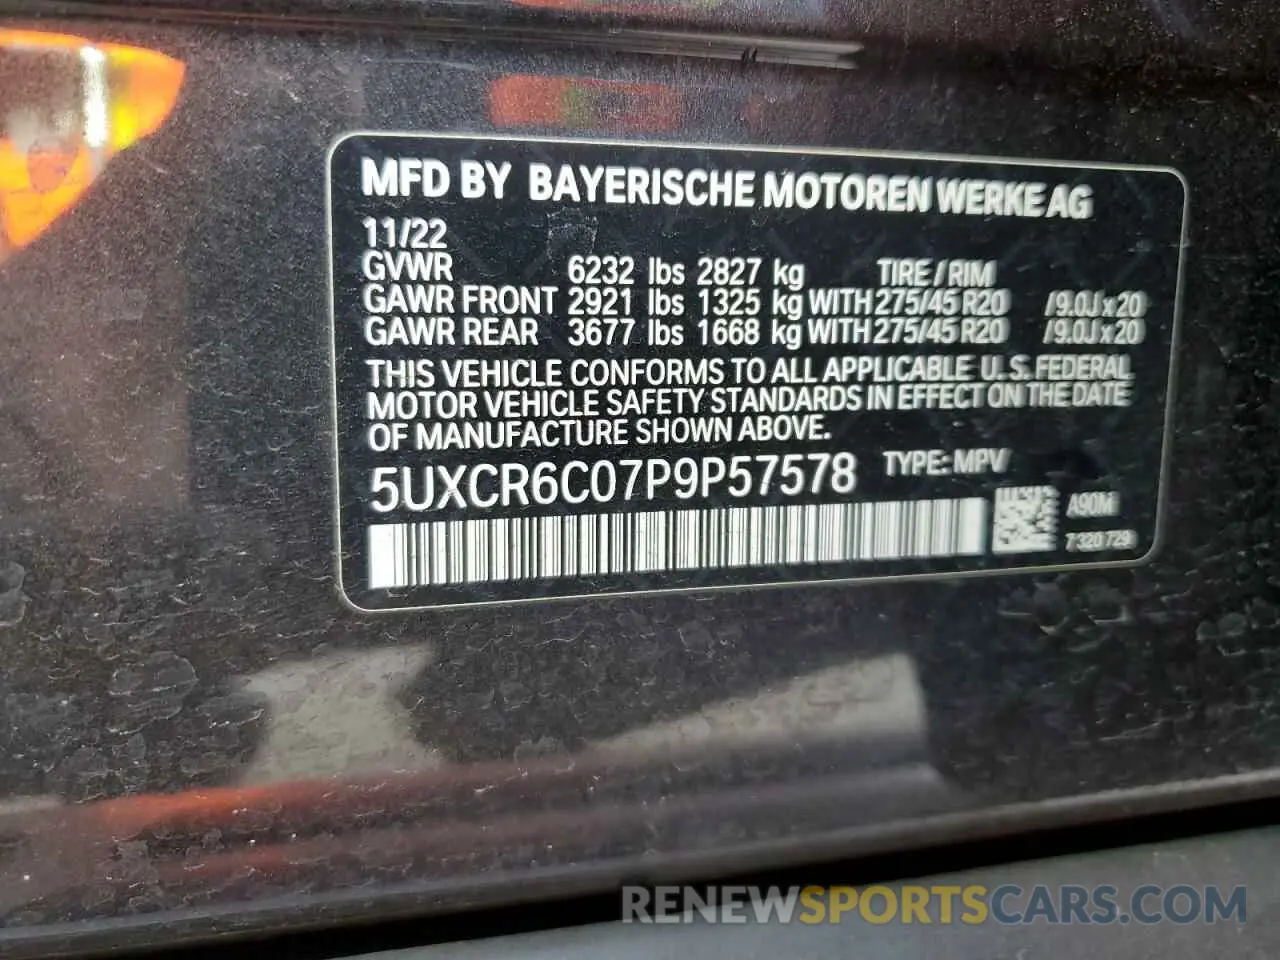 MFD BY BAYERISCHE MOTOREN WERKE AG
11/22
GVWR 6232 lbs 2827 kg TIRE / RIM
GAWR FRONT 2921 lbs 1325 kg WITH 275/45 R20 /9.0J x 20
GAWR REAR 3677 lbs 1668 kg WITH 275/45 R20 /9.0J x 20
THIS VEHICLE CONFORMS TO ALL APPLICABLE U.S. FEDERAL
MOTOR VEHICLE SAFETY STANDARDS IN EFFECT ON THE DATE
OF MANUFACTURE SHOWN ABOVE.
5UXCR6C07P9P57578 TYPE: MPV
A90M
7 320 729
RENEWSPORTSCARS.COM